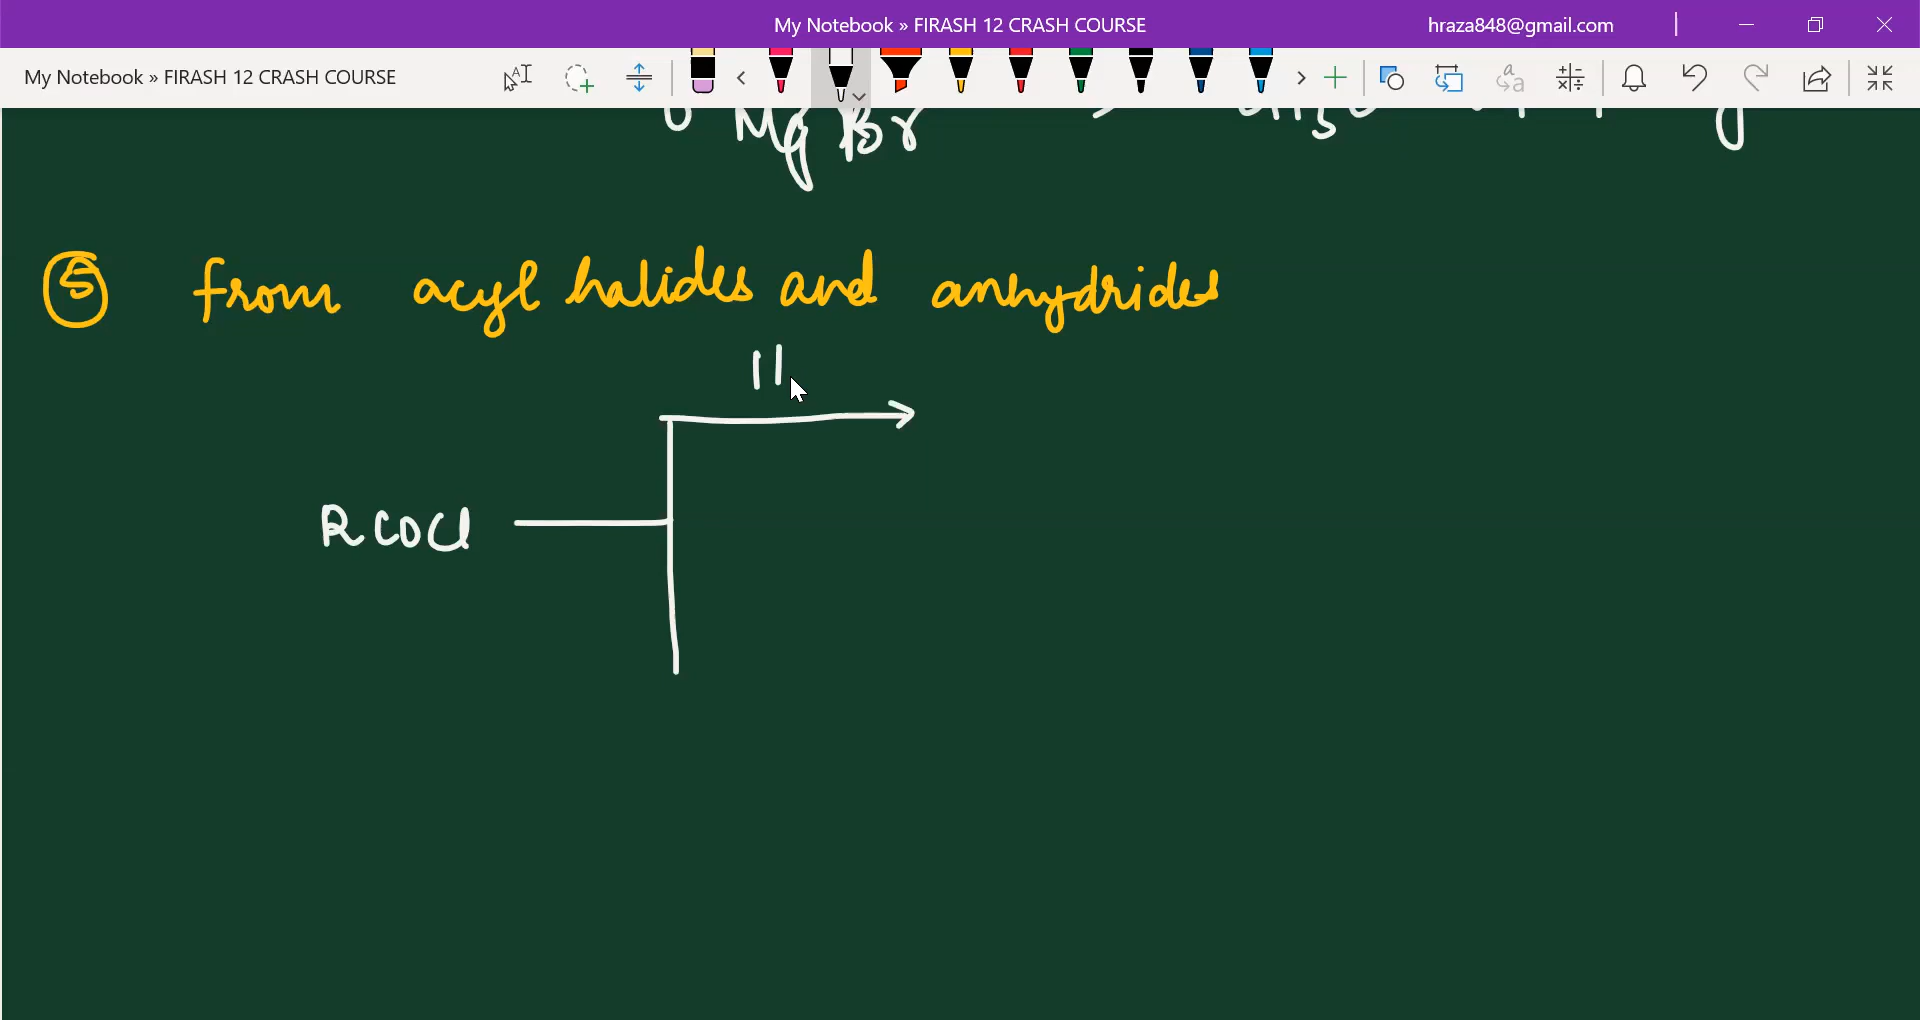 My Notebook » FIRASH 12 CRASH COURSE
hraza848@gmail.com
My Notebook » FIRASH 12 CRASH COURSE
MgBr
⑤ from acyl halides and anhydrides
RCOCl